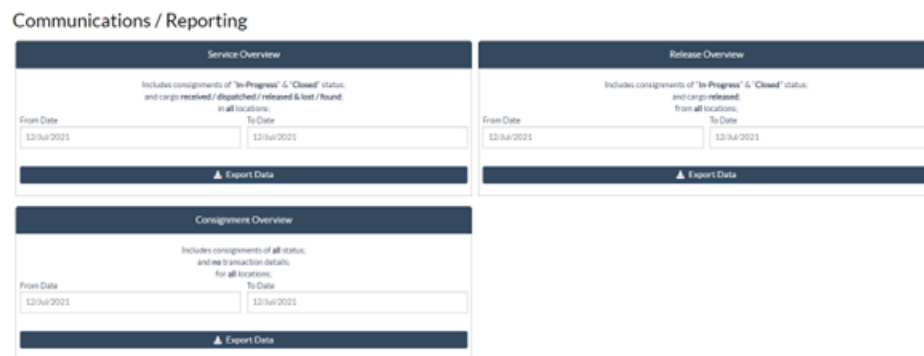 Communications / Reporting
Service Overview
Includes consignments of "In-Progress" & "Closed" status;
and cargo received / dispatched / released & lost / found;
in all locations;
From Date To Date
12/Jul/2021 12/Jul/2021
Export Data
Release Overview
Includes consignments of "In-Progress" & "Closed" status;
and cargo released;
from all locations;
From Date To Date
12/Jul/2021 12/Jul/2021
Export Data
Consignment Overview
Includes consignments of all status;
and no transaction details;
for all locations;
From Date To Date
12/Jul/2021 12/Jul/2021
Export Data